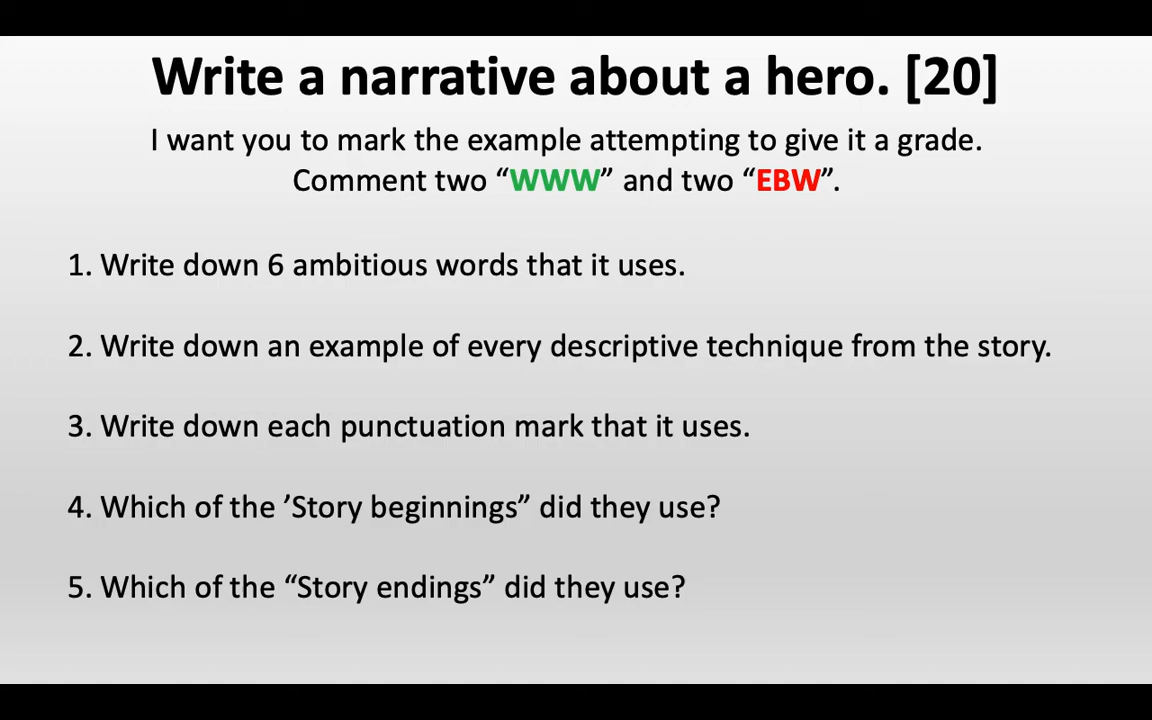 Write a narrative about a hero. [20]
I want you to mark the example attempting to give it a grade.
Comment two “WWW” and two “EBW”.
1. Write down 6 ambitious words that it uses.
2. Write down an example of every descriptive technique from the story.
3. Write down each punctuation mark that it uses.
4. Which of the ’Story beginnings” did they use?
5. Which of the “Story endings” did they use?